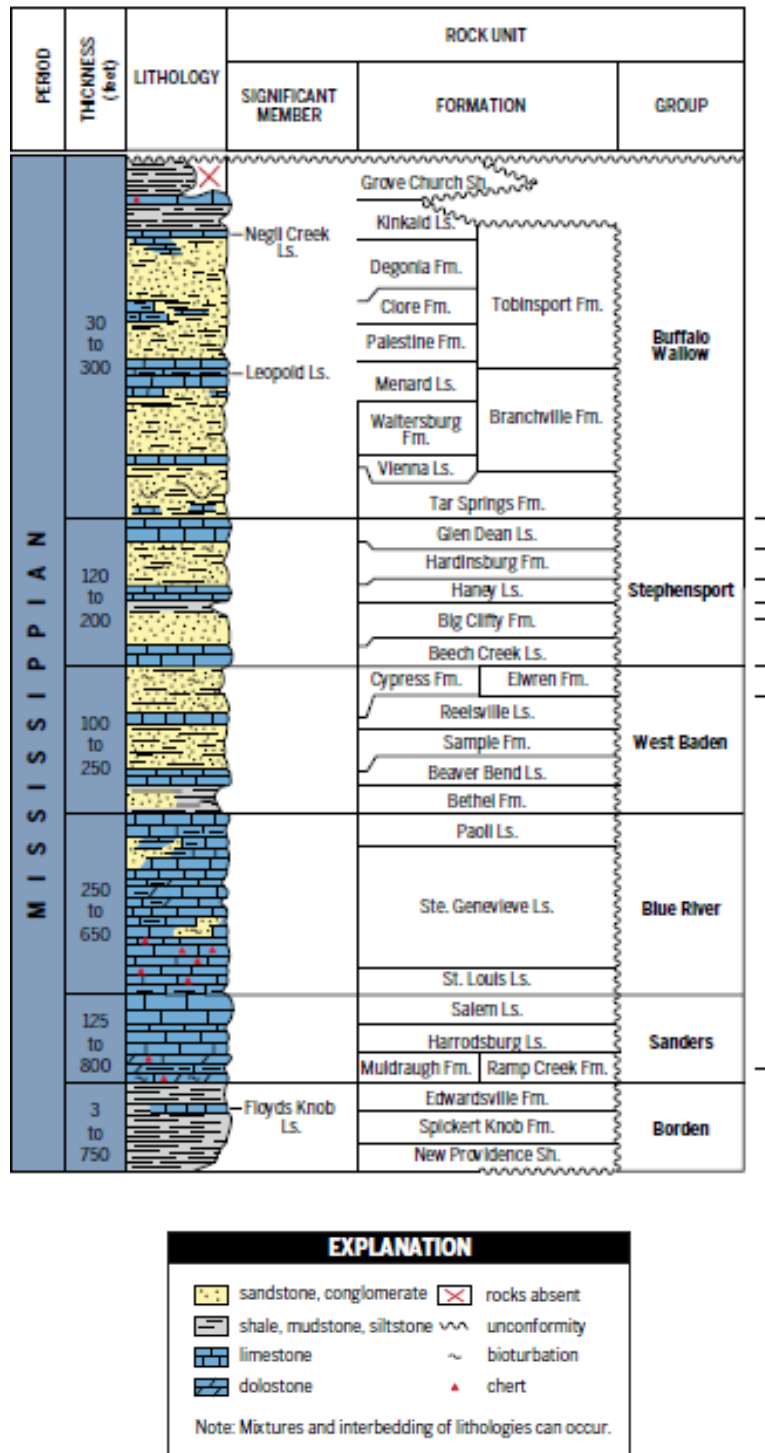 PERIOD
THICKNESS
(feet)
LITHOLOGY
ROCK UNIT
SIGNIFICANT
MEMBER
FORMATION
GROUP
MISSISSIPPIAN
30
to
300
Negli Creek
Ls.
Leopold Ls.
Grove Church Sh.
Kinkaid Ls.
Degonia Fm.
Clore Fm.
Palestine Fm.
Menard Ls.
Waltersburg
Fm.
Vienna Ls.
Tobinsport Fm.
Branchville Fm.
Tar Springs Fm.
Buffalo
Wallow
120
to
200
Glen Dean Ls.
Hardinsburg Fm.
Haney Ls.
Big Clifty Fm.
Beech Creek Ls.
Stephensport
100
to
250
Cypress Fm.
Elwren Fm.
Reelsville Ls.
Sample Fm.
Beaver Bend Ls.
Bethel Fm.
West Baden
250
to
650
Paoli Ls.
Ste. Genevieve Ls.
St. Louis Ls.
Blue River
125
to
800
Salem Ls.
Harrodsburg Ls.
Muldraugh Fm.
Ramp Creek Fm.
Sanders
3
to
750
Floyds Knob
Ls.
Edwardsville Fm.
Spickert Knob Fm.
New Providence Sh.
Borden
EXPLANATION
sandstone, conglomerate
rocks absent
shale, mudstone, siltstone
unconformity
limestone
bioturbation
dolostone
chert
Note: Mixtures and interbedding of lithologies can occur.